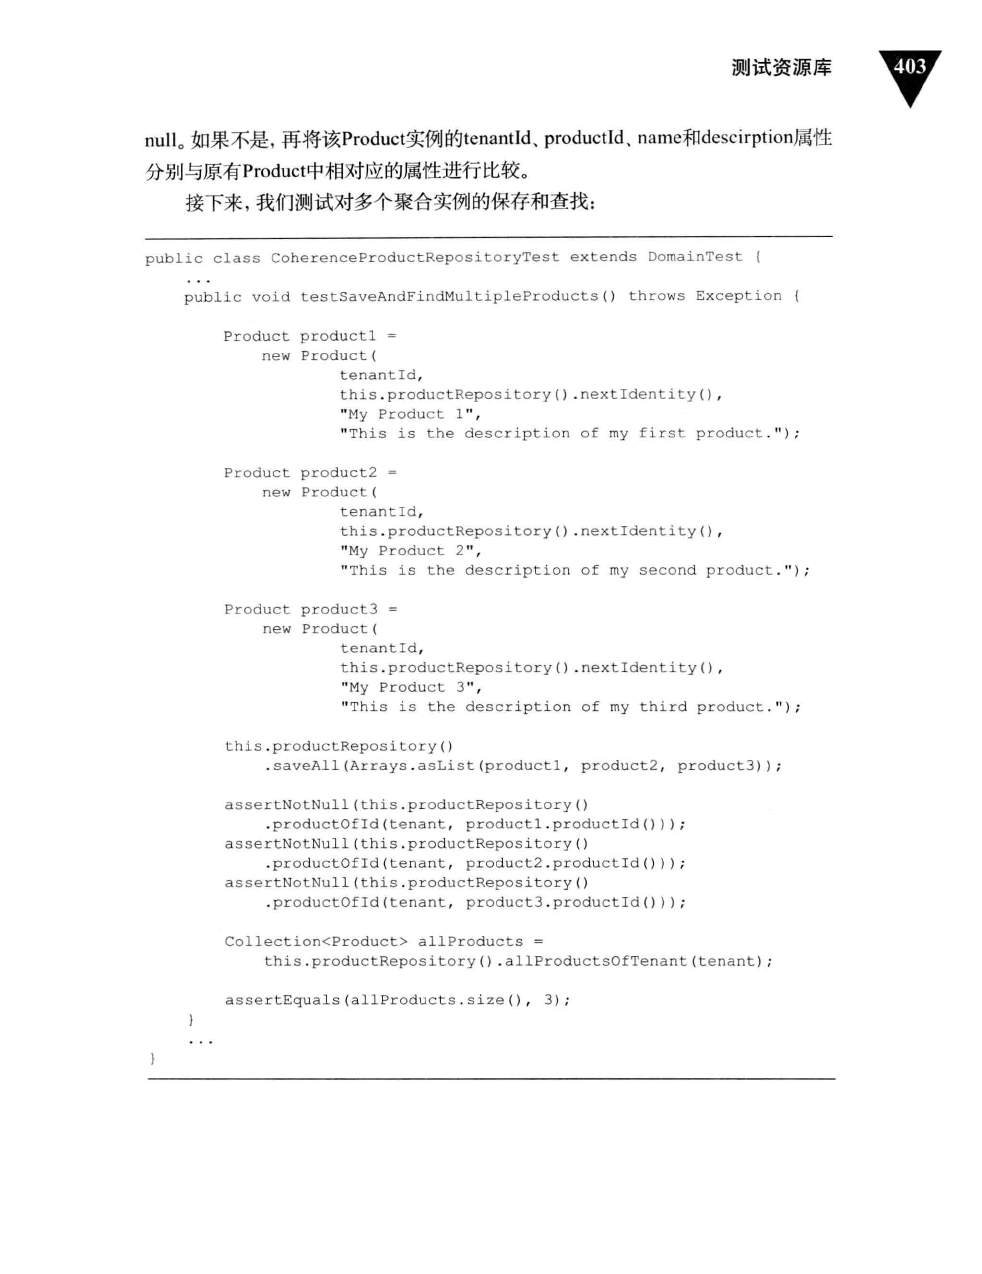 测试资源库 403
null。如果不是，再将该Product实例的tenantId、productId、name和descirption属性
分别与原有Product中相对应的属性进行比较。
接下来，我们测试对多个聚合实例的保存和查找：
public class CoherenceProductRepositoryTest extends DomainTest {
...
public void testSaveAndFindMultipleProducts() throws Exception {
Product product1 =
new Product(
tenantId,
this.productRepository().nextIdentity(),
"My Product 1",
"This is the description of my first product.");
Product product2 =
new Product(
tenantId,
this.productRepository().nextIdentity(),
"My Product 2",
"This is the description of my second product.");
Product product3 =
new Product(
tenantId,
this.productRepository().nextIdentity(),
"My Product 3",
"This is the description of my third product.");
this.productRepository()
.saveAll(Arrays.asList(product1, product2, product3));
assertNotNull(this.productRepository()
.productOfId(tenant, product1.productId()));
assertNotNull(this.productRepository()
.productOfId(tenant, product2.productId()));
assertNotNull(this.productRepository()
.productOfId(tenant, product3.productId()));
Collection<Product> allProducts =
this.productRepository().allProductsOfTenant(tenant);
assertEquals(allProducts.size(), 3);
}
...
}